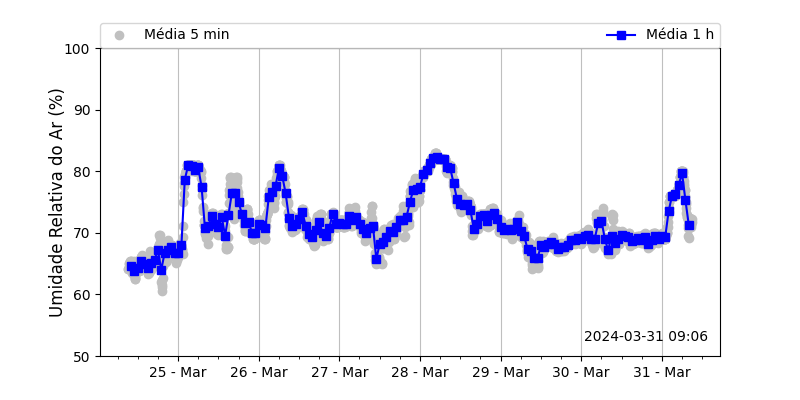 Média 5 min
Média 1 h
100
90
80
70
60
50
Umidade Relativa do Ar (%)
2024-03-31 09:06
25 - Mar
26 - Mar
27 - Mar
28 - Mar
29 - Mar
30 - Mar
31 - Mar